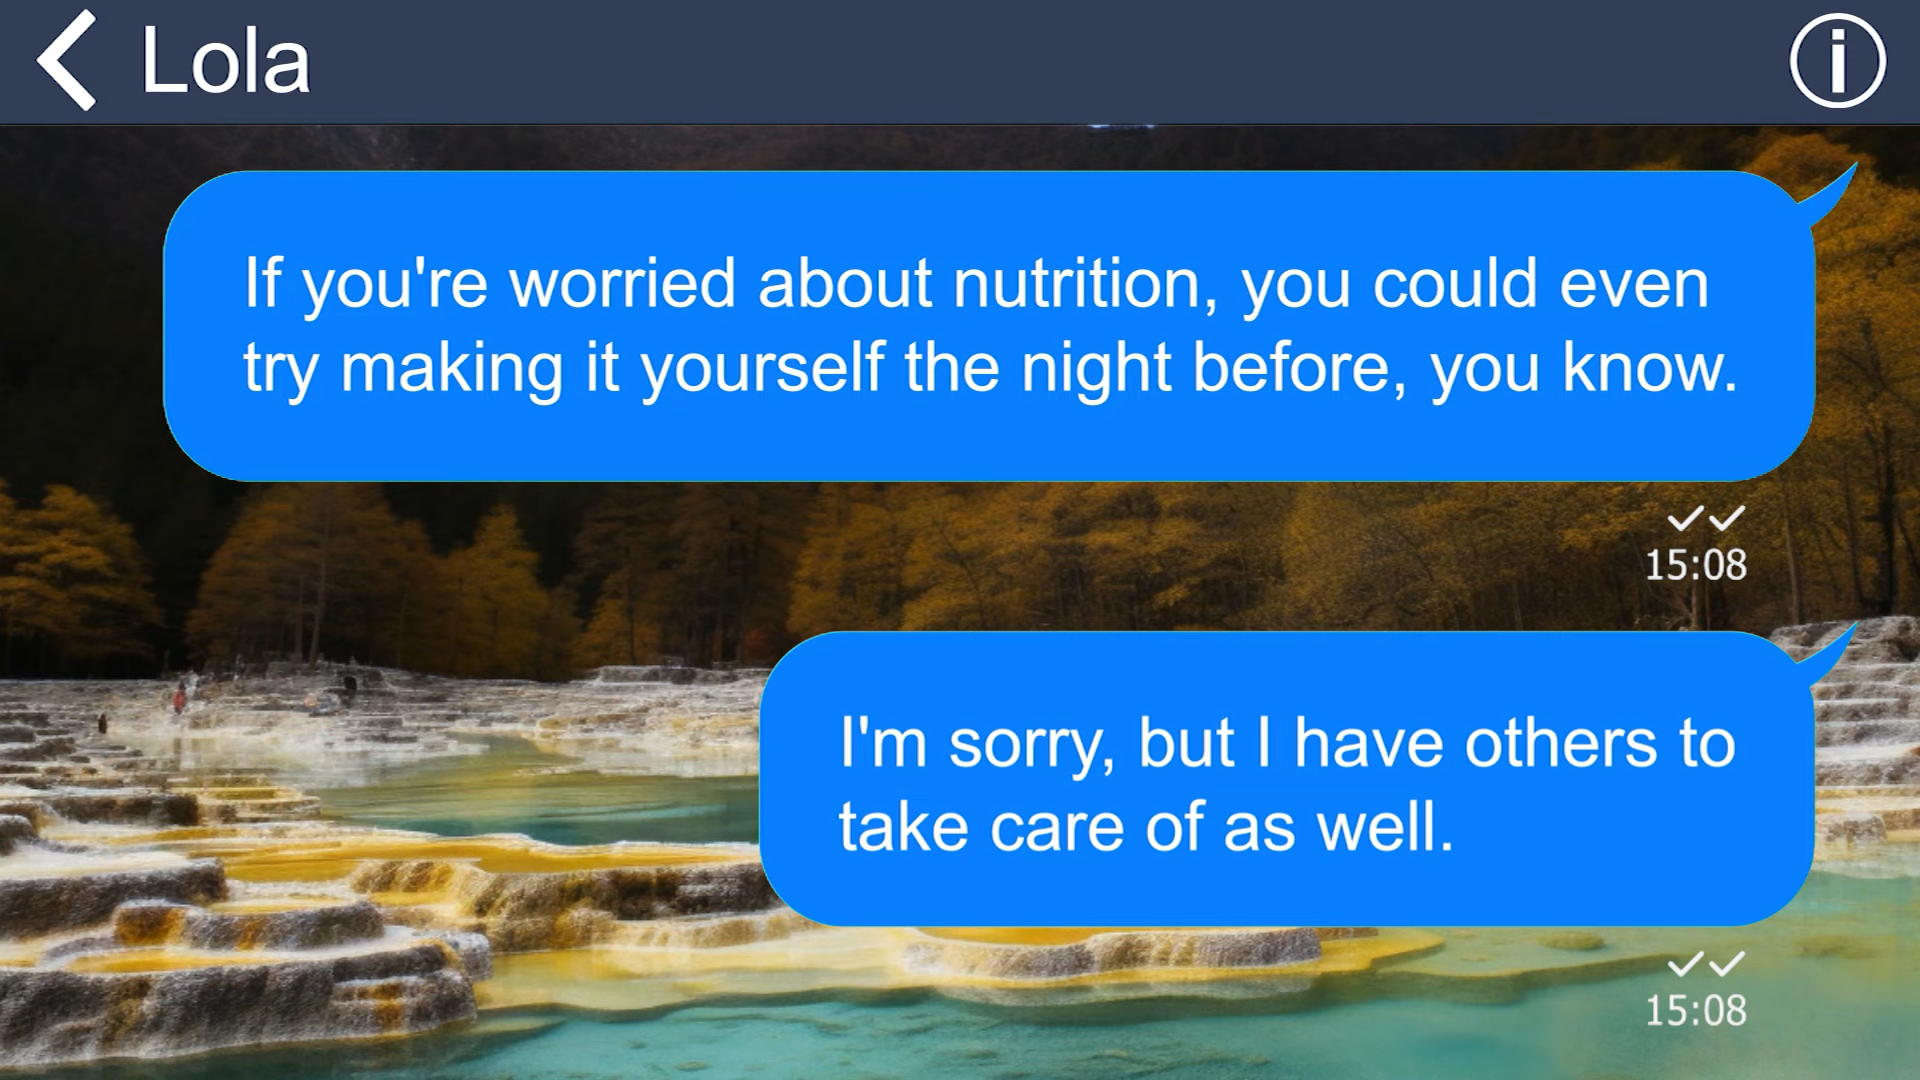 Lola
If you're worried about nutrition, you could even
try making it yourself the night before, you know.
15:08
I'm sorry, but I have others to
take care of as well.
15:08